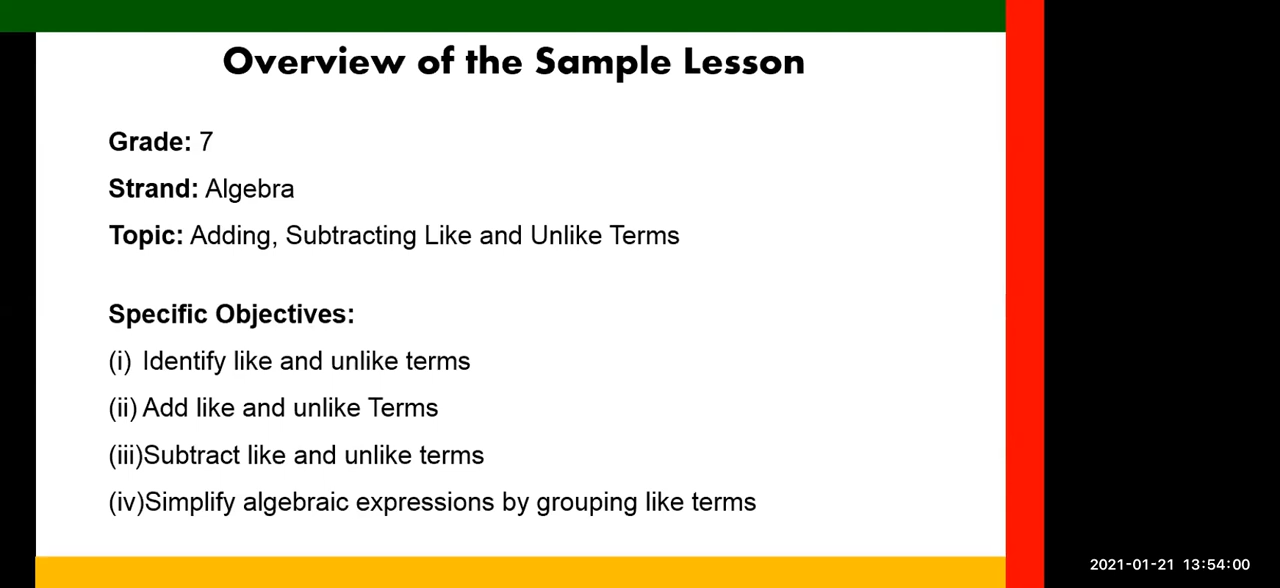 Overview of the Sample Lesson
Grade: 7
Strand: Algebra
Topic: Adding, Subtracting Like and Unlike Terms
Specific Objectives:
(i) Identify like and unlike terms
(ii) Add like and unlike Terms
(iii)Subtract like and unlike terms
(iv)Simplify algebraic expressions by grouping like terms
2021-01-21 13:54:00